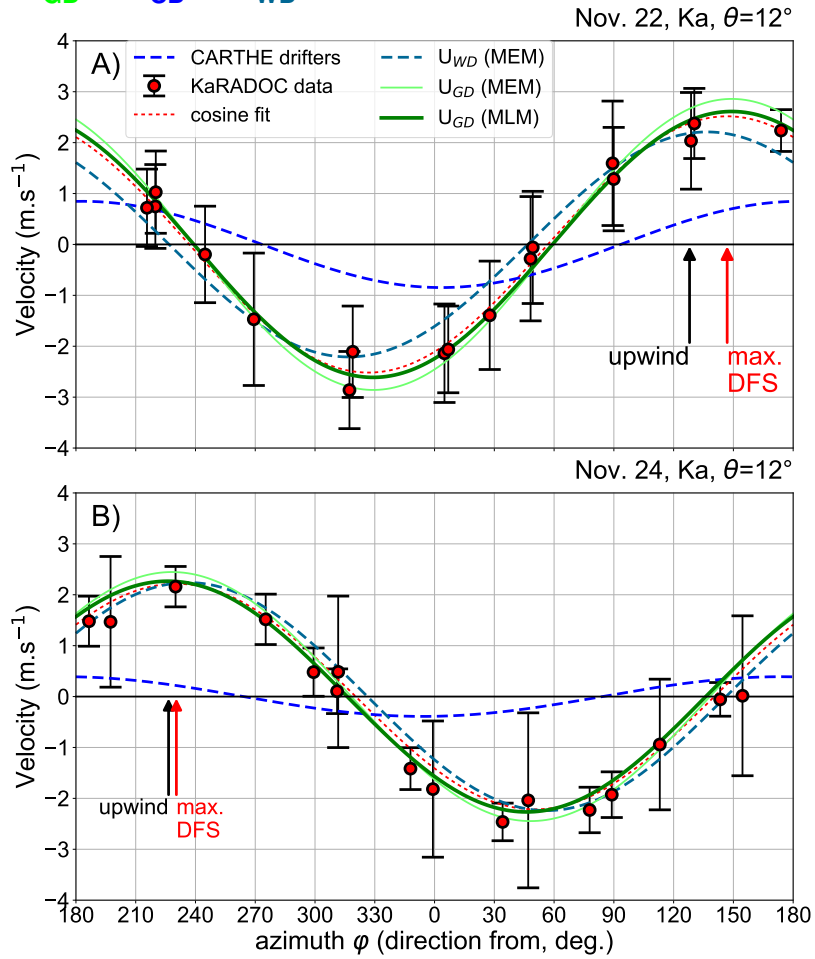 GD GD WD
Nov. 22, Ka, θ=12°
A)
CARTHE drifters
KaRADOC data
cosine fit
U_WD (MEM)
U_GD (MEM)
U_GD (MLM)
Velocity (m.s⁻¹)
4
3
2
1
0
−1
−2
−3
−4
upwind
max.
DFS
Nov. 24, Ka, θ=12°
B)
Velocity (m.s⁻¹)
4
3
2
1
0
−1
−2
−3
−4
upwind
max.
DFS
180 210 240 270 300 330 0 30 60 90 120 150 180
azimuth φ (direction from, deg.)